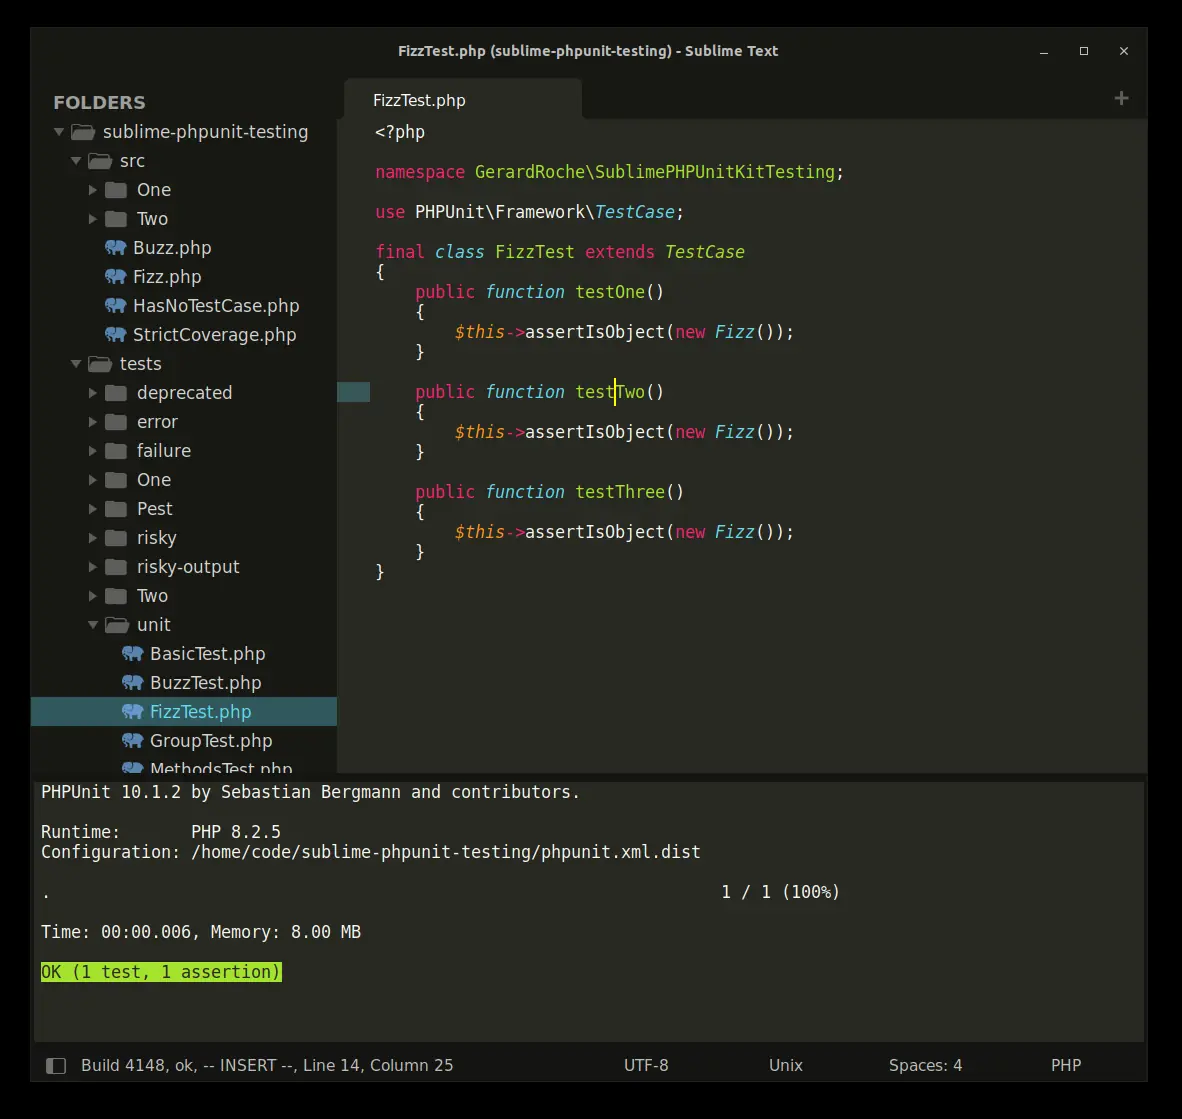 FizzTest.php (sublime-phpunit-testing) - Sublime Text
FOLDERS
sublime-phpunit-testing
src
One
Two
Buzz.php
Fizz.php
HasNoTestCase.php
StrictCoverage.php
tests
deprecated
error
failure
One
Pest
risky
risky-output
Two
unit
BasicTest.php
BuzzTest.php
FizzTest.php
GroupTest.php
MethodsTest.php
FizzTest.php
<?php
namespace GerardRoche\SublimePHPUnitKitTesting;
use PHPUnit\Framework\TestCase;
final class FizzTest extends TestCase
{
    public function testOne()
    {
        $this->assertIsObject(new Fizz());
    }
    public function testTwo()
    {
        $this->assertIsObject(new Fizz());
    }
    public function testThree()
    {
        $this->assertIsObject(new Fizz());
    }
}
PHPUnit 10.1.2 by Sebastian Bergmann and contributors.
Runtime:       PHP 8.2.5
Configuration: /home/code/sublime-phpunit-testing/phpunit.xml.dist
.                                                                   1 / 1 (100%)
Time: 00:00.006, Memory: 8.00 MB
OK (1 test, 1 assertion)
Build 4148, ok, -- INSERT --, Line 14, Column 25 UTF-8 Unix Spaces: 4 PHP